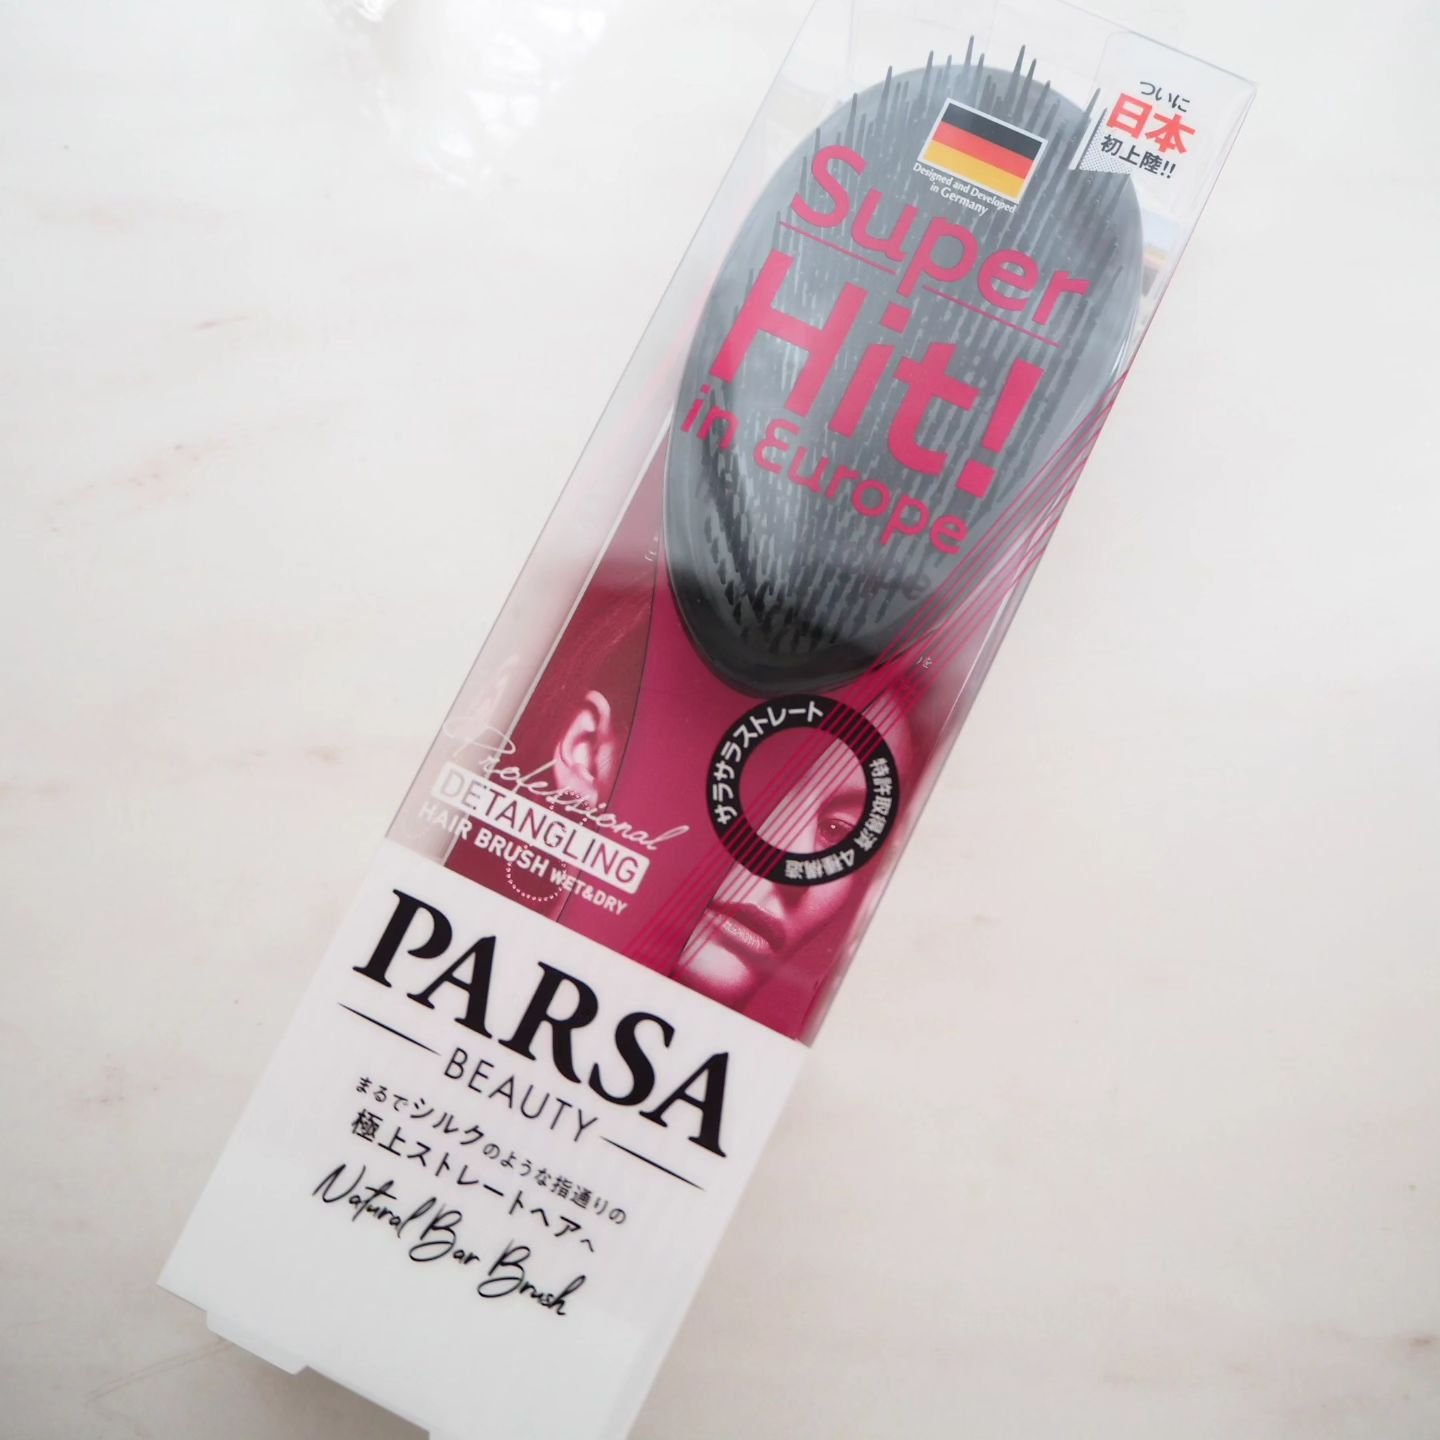 ついに
日本
初上陸!!
Designed and Developed
in Germany
Super
Hit!
in Europe
サラサラストレート
特許取得済 4種構造
Professional
DETANGLING
HAIR BRUSH WET&DRY
PARSA
BEAUTY
まるでシルクのような指通りの
極上ストレートヘアへ
Natural Bar Brush